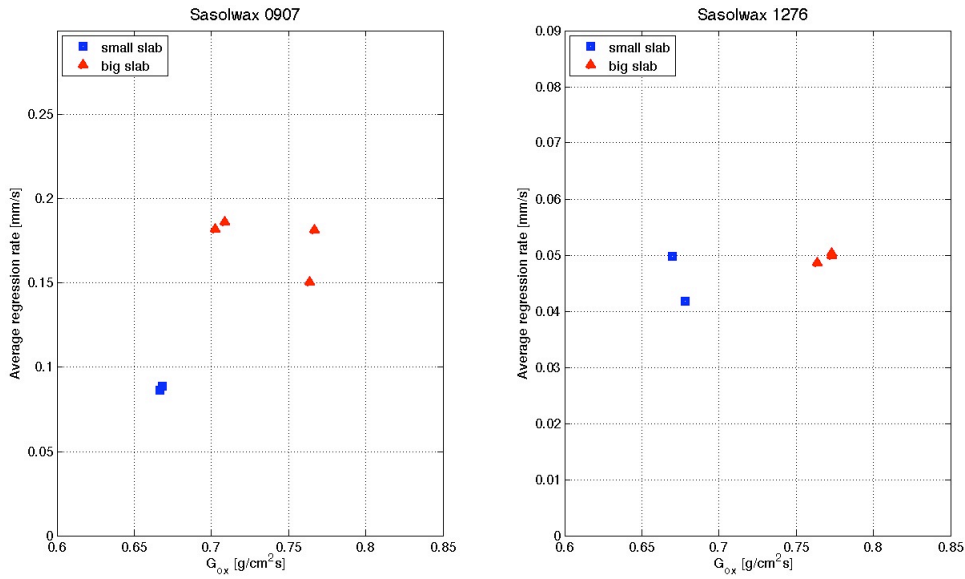 Sasolwax 0907
small slab
big slab
0.25
0.2
0.15
0.1
0.05
0
0.6
0.65
0.7
0.75
0.8
0.85
Average regression rate [mm/s]
Gox [g/cm²s]
Sasolwax 1276
small slab
big slab
0.09
0.08
0.07
0.06
0.05
0.04
0.03
0.02
0.01
0
0.6
0.65
0.7
0.75
0.8
0.85
Average regression rate [mm/s]
Gox [g/cm²s]